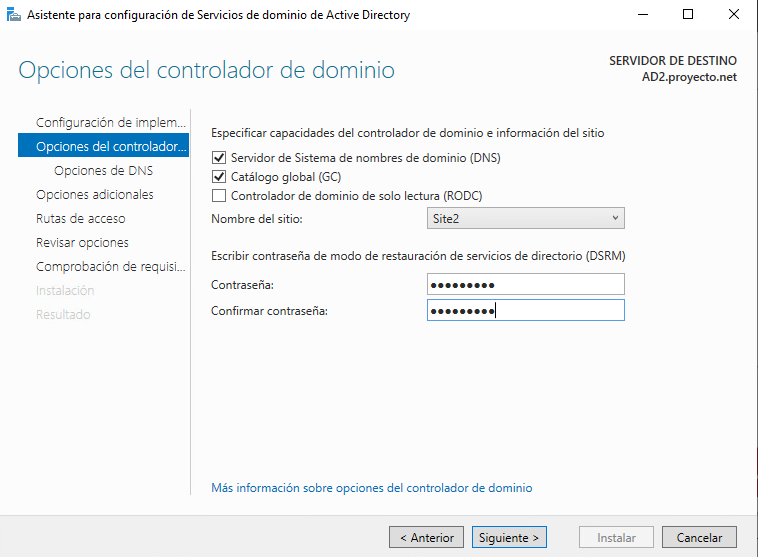 Asistente para configuración de Servicios de dominio de Active Directory
Opciones del controlador de dominio
SERVIDOR DE DESTINO
AD2.proyecto.net
Configuración de implem...
Opciones del controlador...
Opciones de DNS
Opciones adicionales
Rutas de acceso
Revisar opciones
Comprobación de requisi...
Instalación
Resultado
Especificar capacidades del controlador de dominio e información del sitio
Servidor de Sistema de nombres de dominio (DNS)
Catálogo global (GC)
Controlador de dominio de solo lectura (RODC)
Nombre del sitio: Site2
Escribir contraseña de modo de restauración de servicios de directorio (DSRM)
Contraseña: ●●●●●●●●●
Confirmar contraseña: ●●●●●●●●●
Más información sobre opciones del controlador de dominio
< Anterior Siguiente > Instalar Cancelar